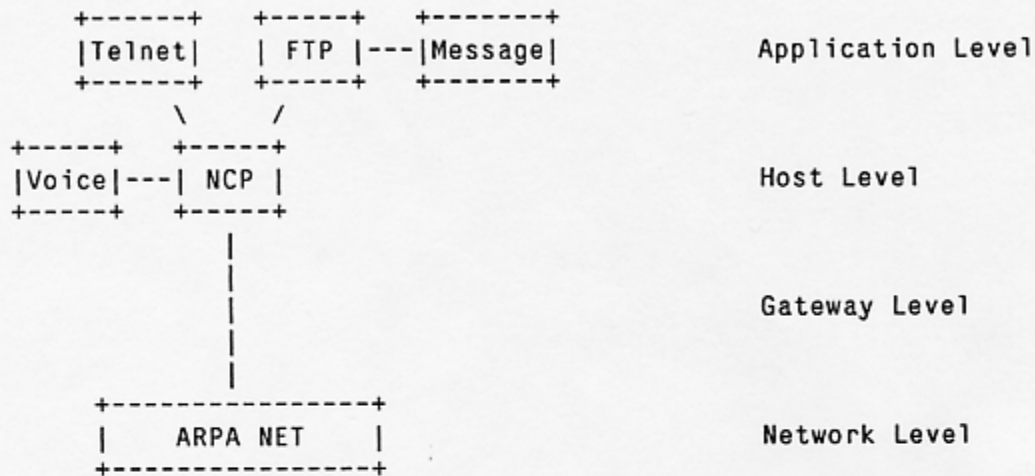 Telnet FTP Message Application Level
Voice NCP Host Level
Gateway Level
ARPA NET Network Level